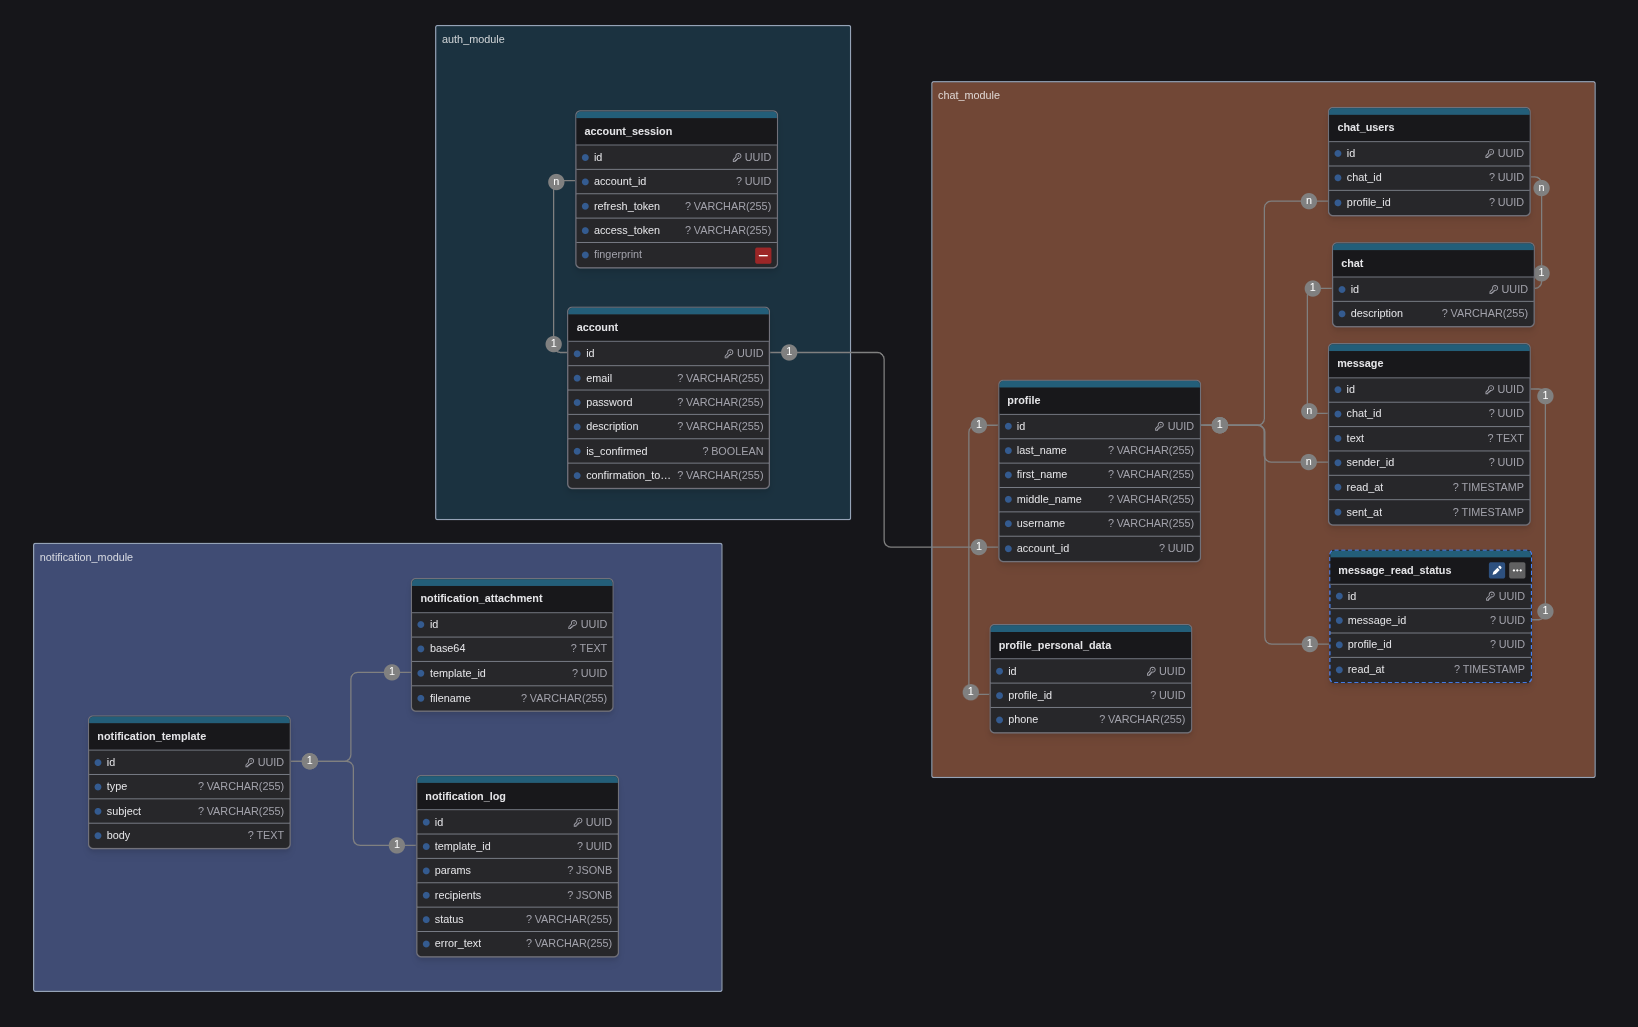 auth_module
account_session
id UUID
account_id ? UUID
refresh_token ? VARCHAR(255)
access_token ? VARCHAR(255)
fingerprint
n
1
account
id UUID
1
email ? VARCHAR(255)
password ? VARCHAR(255)
description ? VARCHAR(255)
is_confirmed ? BOOLEAN
confirmation_to... ? VARCHAR(255)
chat_module
chat_users
id UUID
chat_id ? UUID
n
profile_id ? UUID
n
chat
1
id UUID
1
description ? VARCHAR(255)
message
id UUID
1
chat_id ? UUID
n
text ? TEXT
sender_id ? UUID
n
read_at ? TIMESTAMP
sent_at ? TIMESTAMP
profile
1
id UUID
1
last_name ? VARCHAR(255)
first_name ? VARCHAR(255)
middle_name ? VARCHAR(255)
username ? VARCHAR(255)
1
account_id ? UUID
message_read_status
id UUID
message_id ? UUID
1
profile_id ? UUID
1
read_at ? TIMESTAMP
profile_personal_data
id UUID
1
profile_id ? UUID
phone ? VARCHAR(255)
notification_module
notification_attachment
id UUID
base64 ? TEXT
1
template_id ? UUID
filename ? VARCHAR(255)
notification_template
id UUID
1
type ? VARCHAR(255)
subject ? VARCHAR(255)
body ? TEXT
notification_log
id UUID
1
template_id ? UUID
params ? JSONB
recipients ? JSONB
status ? VARCHAR(255)
error_text ? VARCHAR(255)